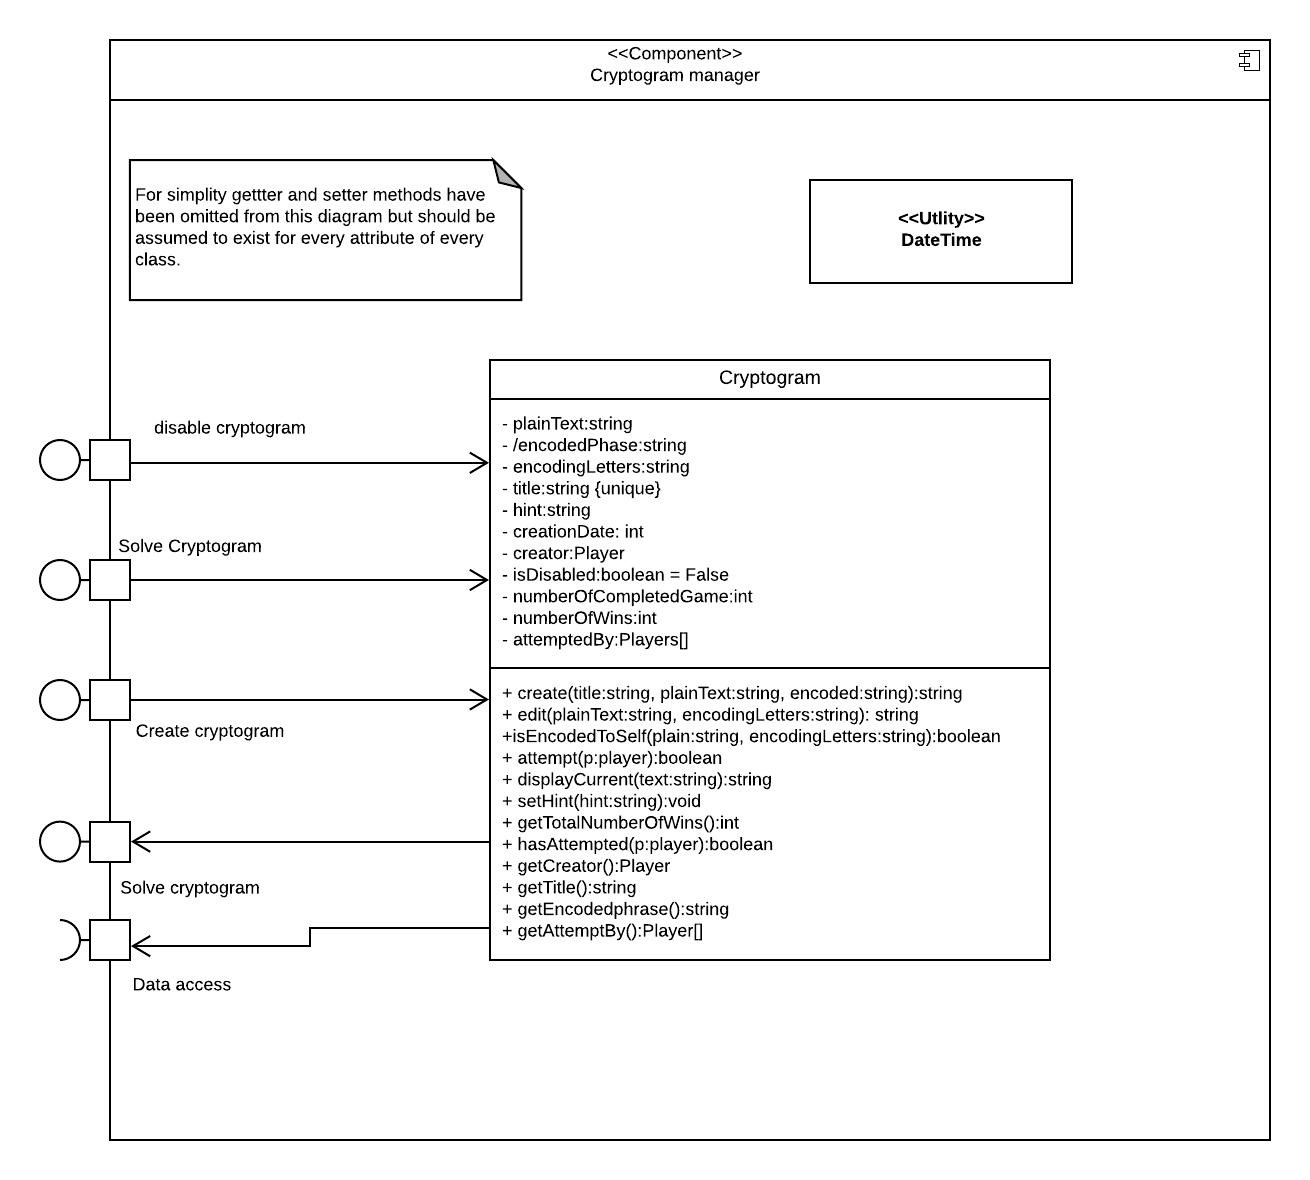 <<Component>>
Cryptogram manager
For simplity gettter and setter methods have
been omitted from this diagram but should be
assumed to exist for every attribute of every
class.
<<Utlity>>
DateTime
Cryptogram
- plainText:string
- /encodedPhase:string
- encodingLetters:string
- title:string {unique}
- hint:string
- creationDate: int
- creator:Player
- isDisabled:boolean = False
- numberOfCompletedGame:int
- numberOfWins:int
- attemptedBy:Players[]
+ create(title:string, plainText:string, encoded:string):string
+ edit(plainText:string, encodingLetters:string): string
+isEncodedToSelf(plain:string, encodingLetters:string):boolean
+ attempt(p:player):boolean
+ displayCurrent(text:string):string
+ setHint(hint:string):void
+ getTotalNumberOfWins():int
+ hasAttempted(p:player):boolean
+ getCreator():Player
+ getTitle():string
+ getEncodedphrase():string
+ getAttemptBy():Player[]
disable cryptogram
Solve Cryptogram
Create cryptogram
Solve cryptogram
Data access